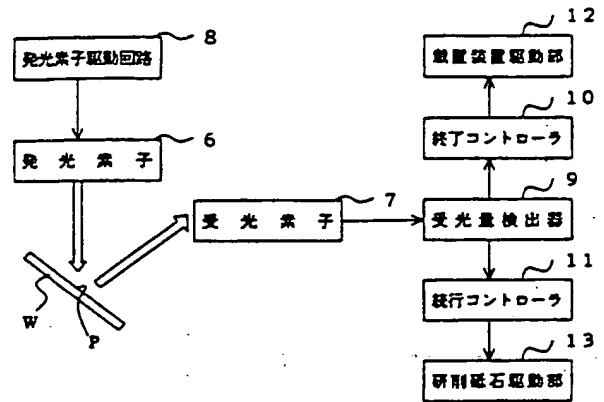 8
発光素子駆動回路
6
発光素子
7
受光素子
W
P
12
載置装置駆動部
10
終了コントローラ
9
受光量検出器
11
続行コントローラ
13
研削砥石駆動部